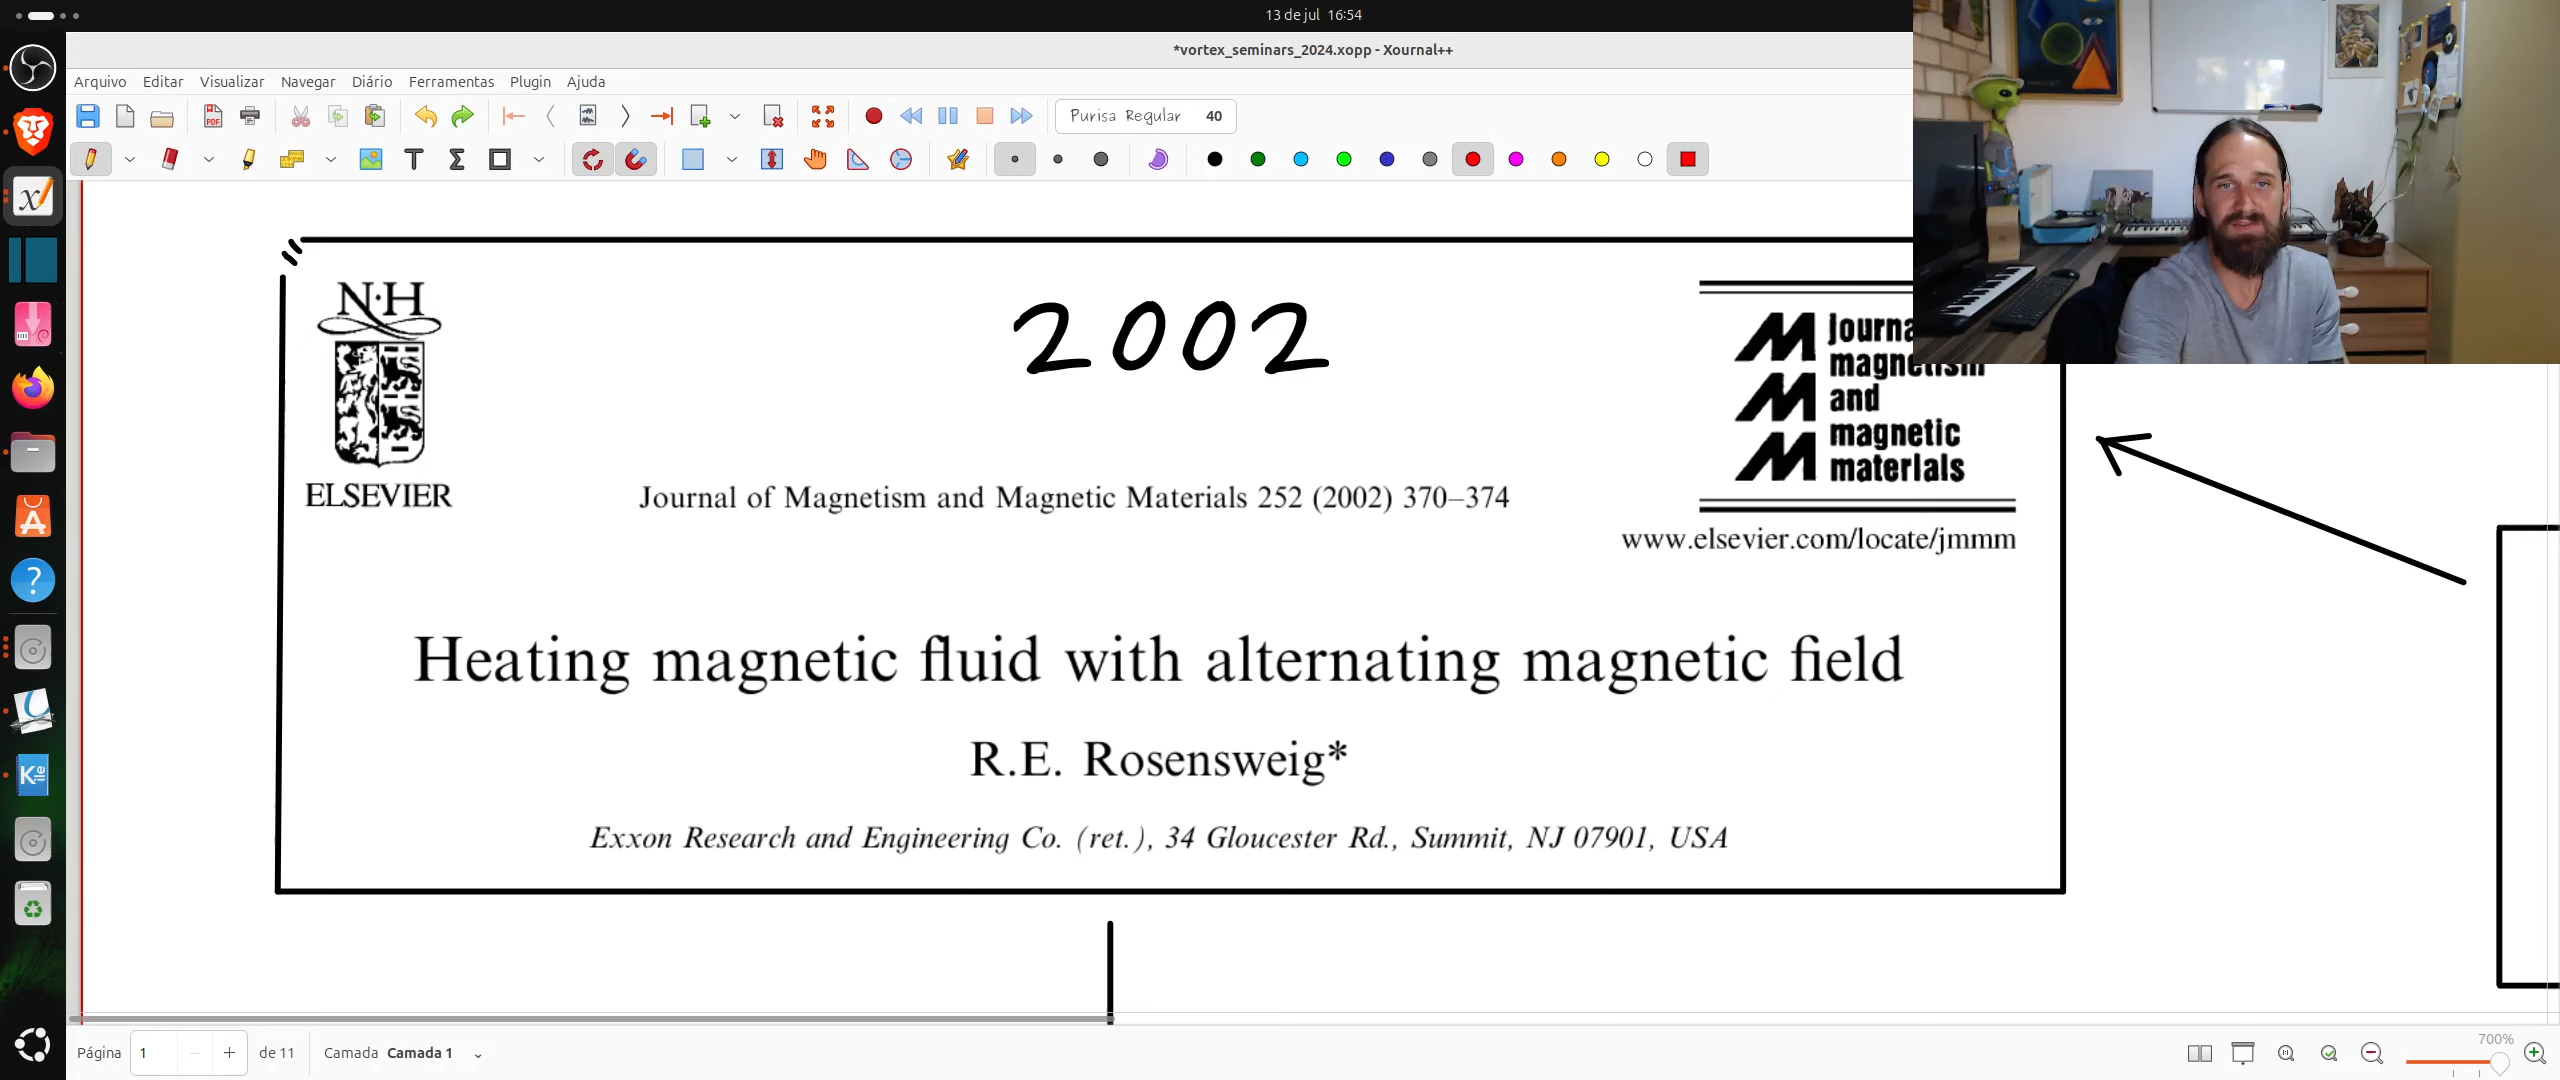 13 de jul 16:54
*vortex_seminars_2024.xopp - Xournal++
Arquivo Editar Visualizar Navegar Diário Ferramentas Plugin Ajuda
Purisa Regular 40
N·H
ELSEVIER
2002
Journal of Magnetism and Magnetic Materials 252 (2002) 370–374
magnetism
and
magnetic
materials
www.elsevier.com/locate/jmmm
Heating magnetic fluid with alternating magnetic field
R.E. Rosensweig*
Exxon Research and Engineering Co. (ret.), 34 Gloucester Rd., Summit, NJ 07901, USA
Página 1 de 11 Camada Camada 1
700%